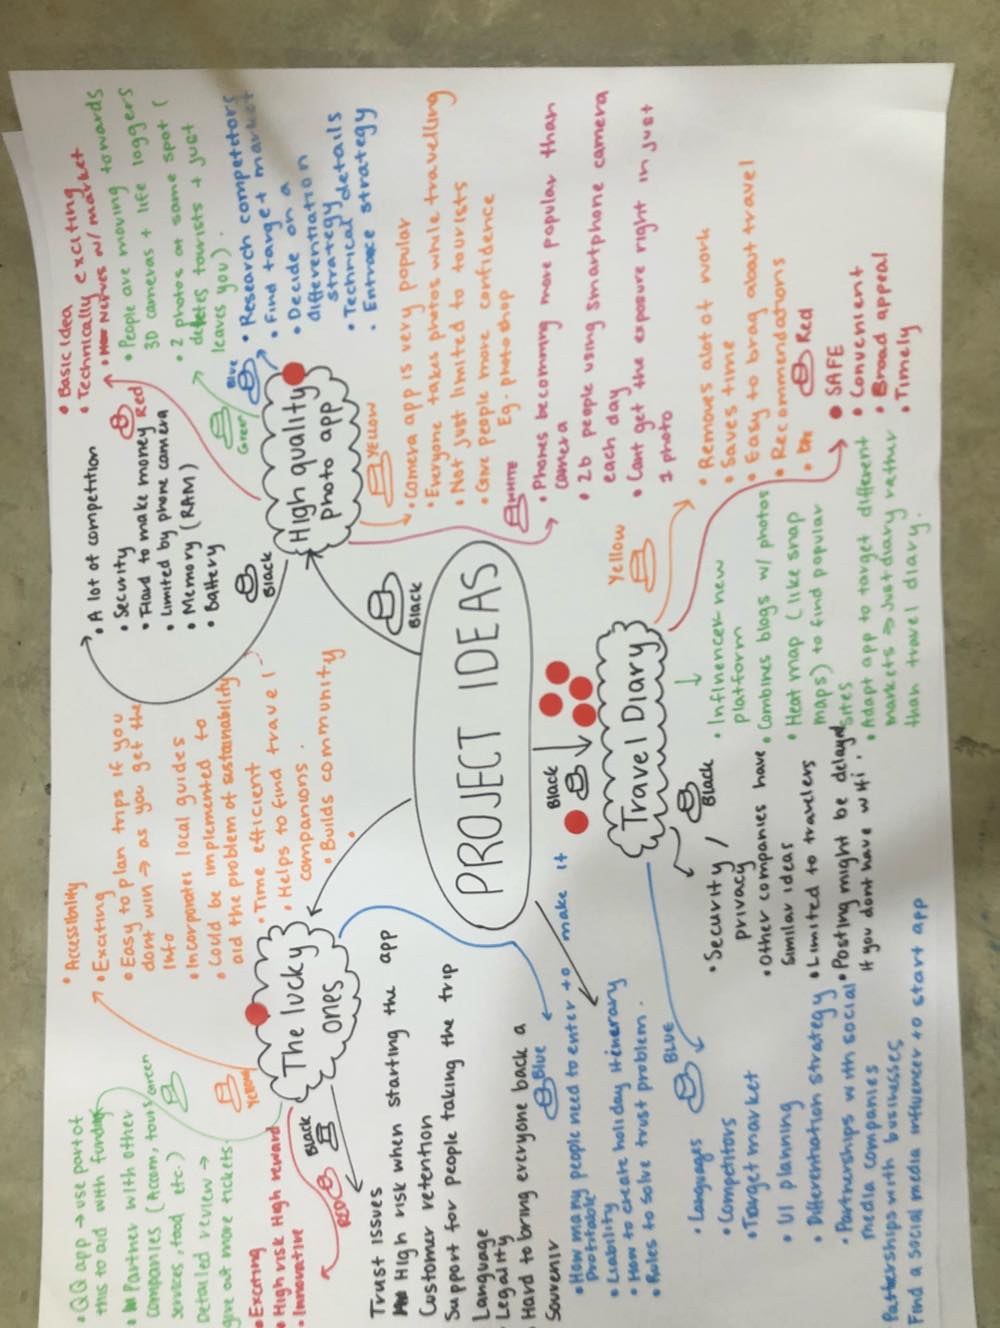 PROJECT IDEAS
The lucky
ones
• Accessibility
• Exciting
• Easy to plan trips if you
dont win → as you get the
info
• Incorporates local guides
• Could be implemented to
aid the problem of sustainability
• Time efficient
• Helps to find travel
companions.
• Builds community
Yellow
• QQ app → use part of
this to aid with funding
• Partner with other
companies (Accom, tours,
services, food etc.)
Detailed review →
give out more tickets.
Green
• Exciting
• High risk High reward
• Innovative
RED
Black
Trust issues
High risk when starting the app
Customer retention
Support for people taking the trip
Language
Legality
Hard to bring everyone back a
souvenir
Blue
• How many people need to enter to make it
profitable
• Liability
• How to create holiday itinerary
• Rules to solve trust problem.
High quality
photo app
• A lot of competition
• Security
• Hard to make money
• Limited by phone camera
• Memory (RAM)
• Battery
Black
Black
• Basic idea
• Technically exciting
• Nerves w/ market
Red
• People are moving towards
3D cameras + life loggers
• 2 photos at same spot (
deletes tourists + just
leaves you).
Green
Blue
• Research competitors
• Find target market
• Decide on a
differentiation
strategy
• Technical details
• Entrance strategy
YELLOW
• Camera app is very popular
• Everyone takes photos while travelling
• Not just limited to tourists
• Give people more confidence
Eg. photoshop
WHITE
• Phones becoming more popular than
camera
• 2b people using smartphone camera
each day
• Cant get the exposure right in just
1 photo
Travel Diary
Black
Yellow
• Removes alot of work
• Saves time
• Easy to brag about travel
• Recommendations
Red
• SAFE
• Convenient
• Broad appeal
• Timely
• Influencer new
platform
• Combines blogs w/ photos
• Heat map (like snap
maps) to find popular
sites
• Adapt app to target different
markets → just diary rather
than travel diary.
Black
• Security /
privacy
• Other companies have
similar ideas
• Limited to travelers
• Posting might be delayed
if you dont have wifi.
BLUE
• Languages
• Competitors
• Target market
• UI planning
• Differentiation strategy
• Partnerships with social
media companies
Partnerships with businesses
Find a social media influencer to start app